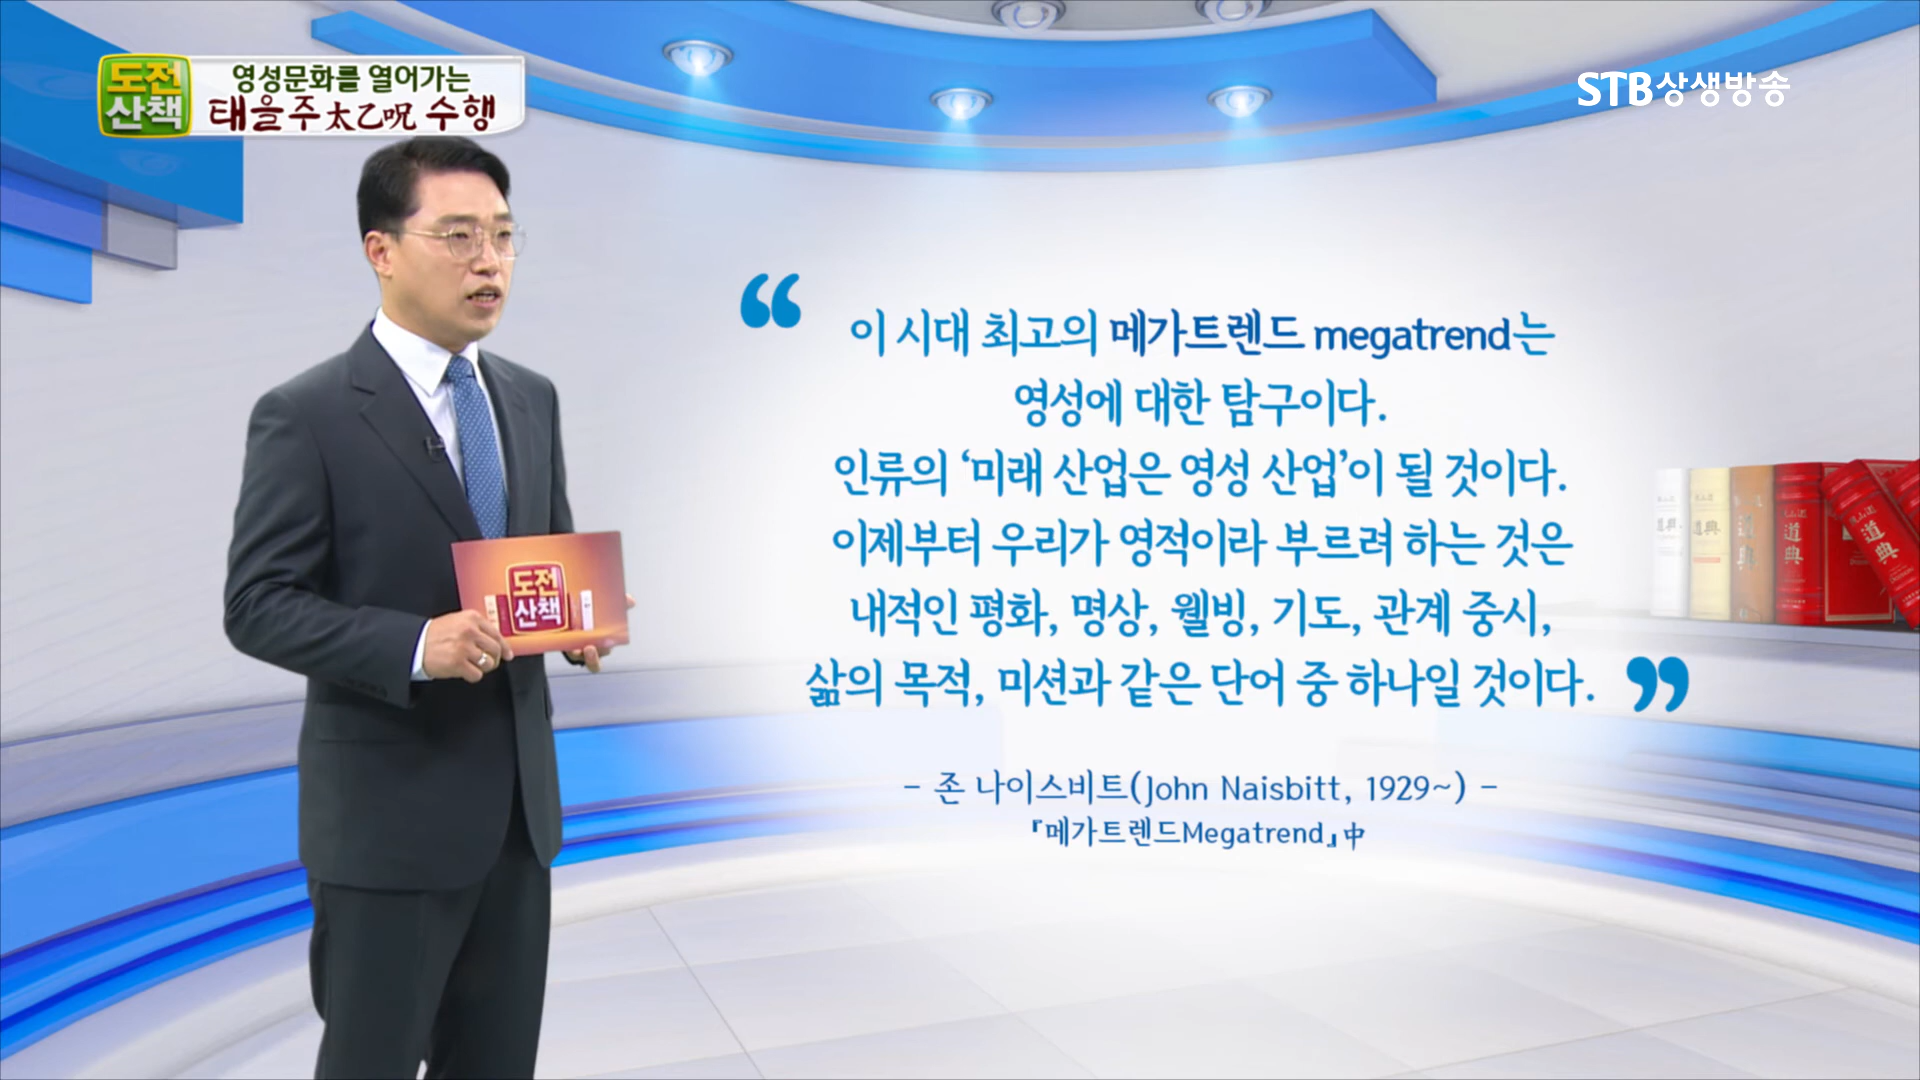 도전
산책
영성문화를 열어가는
태을주太乙呪 수행
STB상생방송
“이 시대 최고의 메가트렌드 megatrend는
영성에 대한 탐구이다.
인류의 ‘미래 산업은 영성 산업’이 될 것이다.
이제부터 우리가 영적이라 부르려 하는 것은
내적인 평화, 명상, 웰빙, 기도, 관계 중시,
삶의 목적, 미션과 같은 단어 중 하나일 것이다.”
- 존 나이스비트(John Naisbitt, 1929~) -
『메가트렌드Megatrend』中
도전
산책
道典
道典
道典
道典
道典